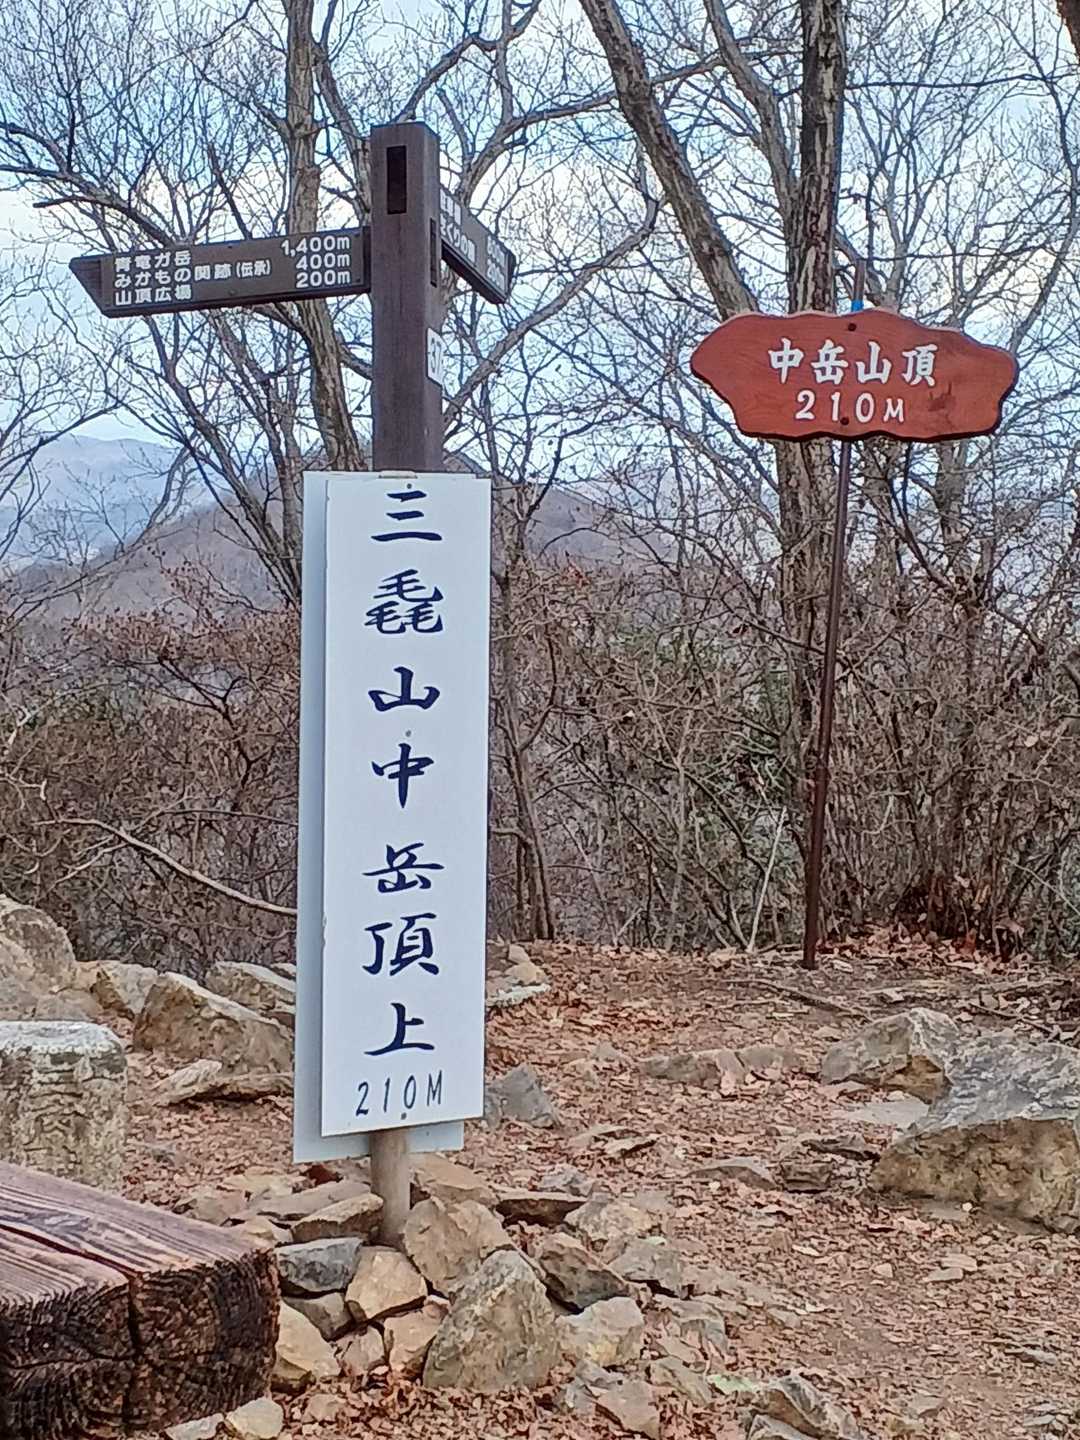 青竜ガ岳 1,400m
みかもの関跡(伝承) 400m
山頂広場 200m
中岳山頂
210M
三毳山中岳頂上
210M